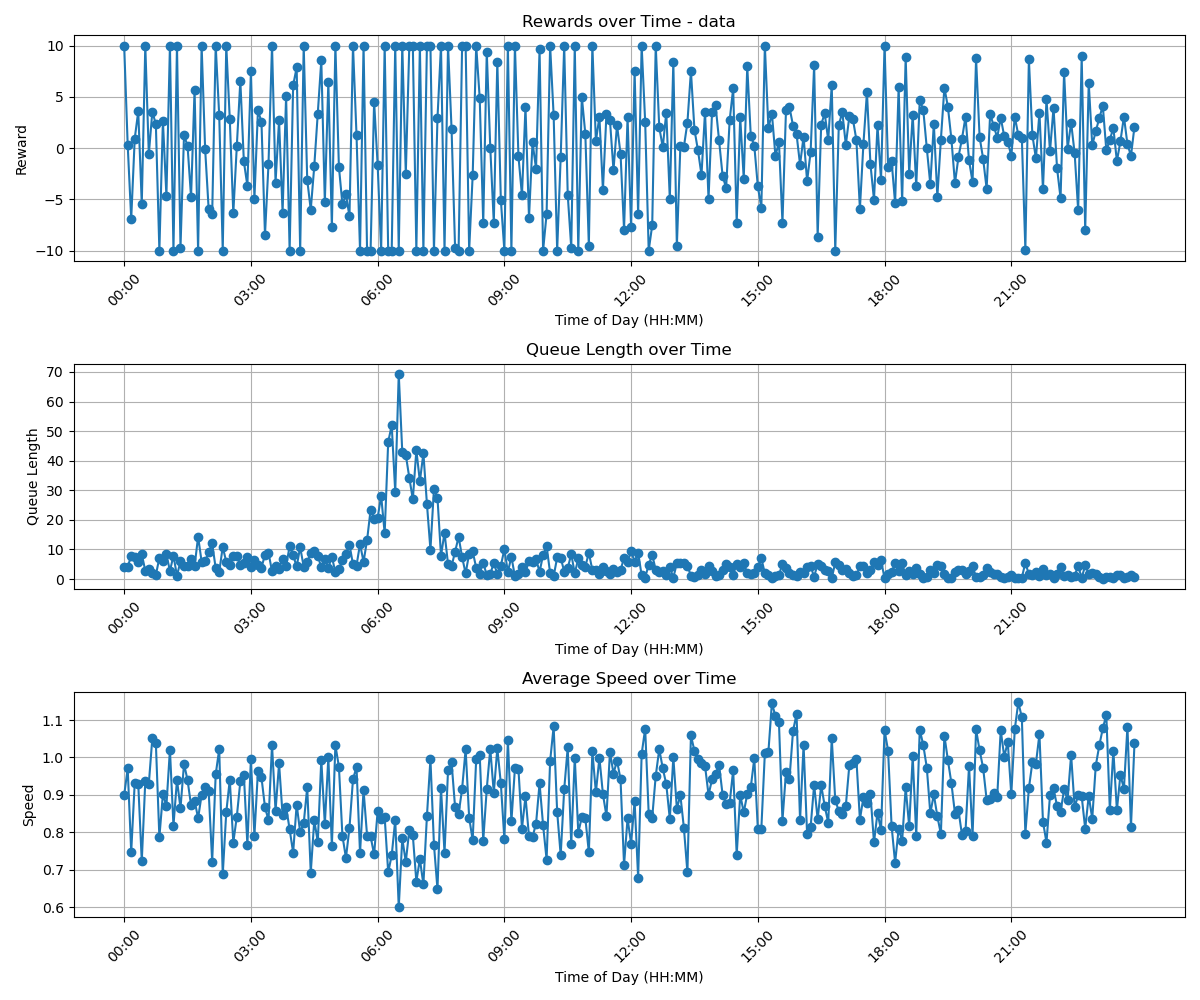 Rewards over Time - data
10
5
0
−5
−10
Reward
00:00 03:00 06:00 09:00 12:00 15:00 18:00 21:00
Time of Day (HH:MM)
Queue Length over Time
70
60
50
40
30
20
10
0
Queue Length
00:00 03:00 06:00 09:00 12:00 15:00 18:00 21:00
Time of Day (HH:MM)
Average Speed over Time
1.1
1.0
0.9
0.8
0.7
0.6
Speed
00:00 03:00 06:00 09:00 12:00 15:00 18:00 21:00
Time of Day (HH:MM)